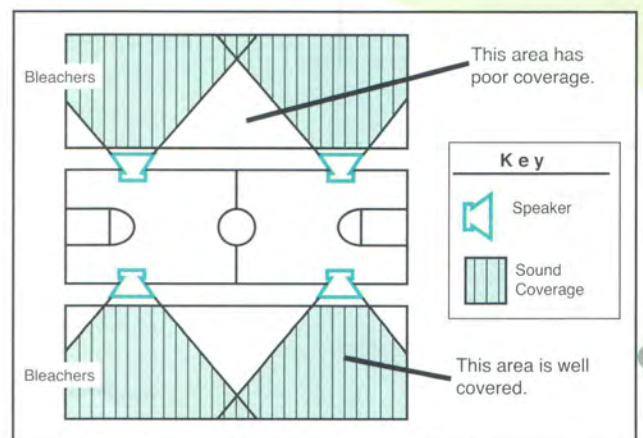 Bleachers
This area has
poor coverage.
Key
Speaker
Sound
Coverage
Bleachers
This area is well
covered.